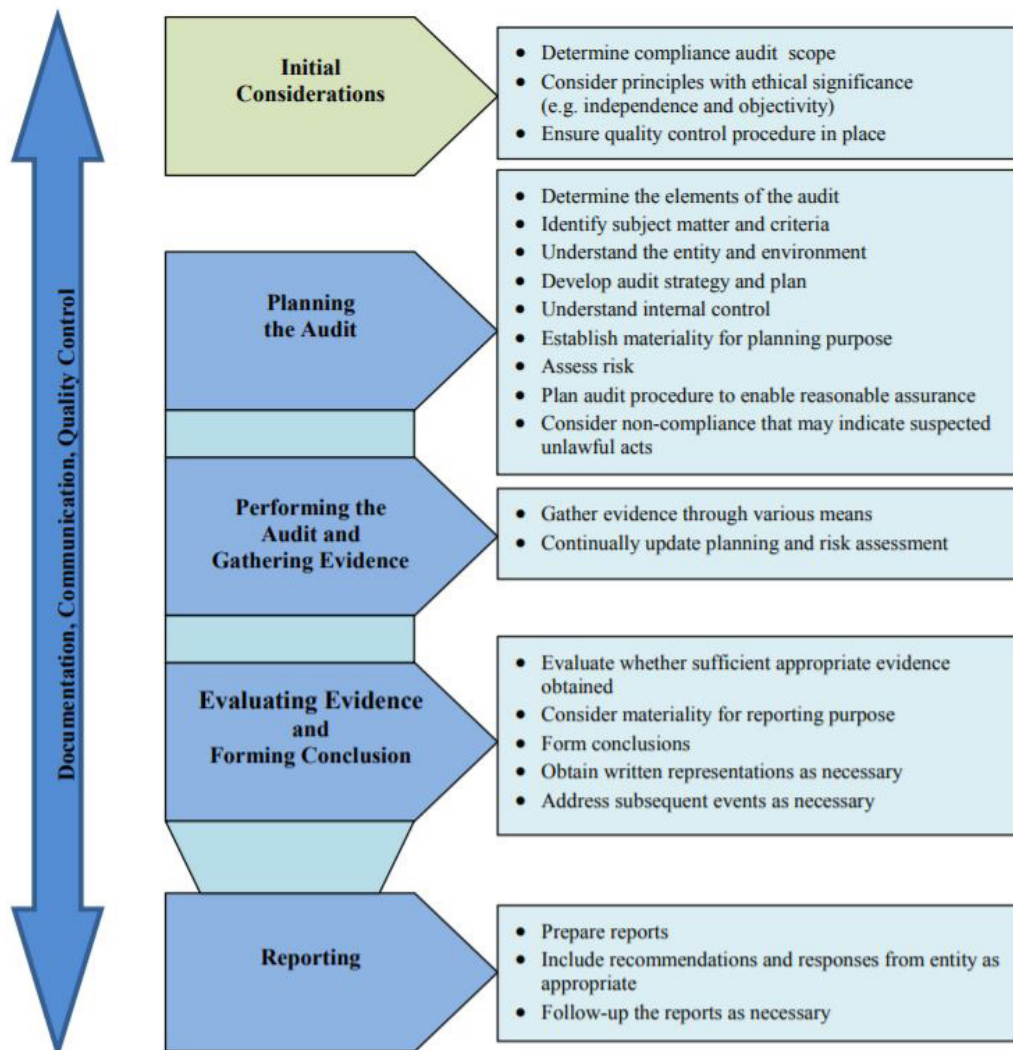 Documentation, Communication, Quality Control
Initial
Considerations
• Determine compliance audit scope
• Consider principles with ethical significance
(e.g. independence and objectivity)
• Ensure quality control procedure in place
Planning
the Audit
• Determine the elements of the audit
• Identify subject matter and criteria
• Understand the entity and environment
• Develop audit strategy and plan
• Understand internal control
• Establish materiality for planning purpose
• Assess risk
• Plan audit procedure to enable reasonable assurance
• Consider non-compliance that may indicate suspected
unlawful acts
Performing the
Audit and
Gathering Evidence
• Gather evidence through various means
• Continually update planning and risk assessment
Evaluating Evidence
and
Forming Conclusion
• Evaluate whether sufficient appropriate evidence
obtained
• Consider materiality for reporting purpose
• Form conclusions
• Obtain written representations as necessary
• Address subsequent events as necessary
Reporting
• Prepare reports
• Include recommendations and responses from entity as
appropriate
• Follow-up the reports as necessary